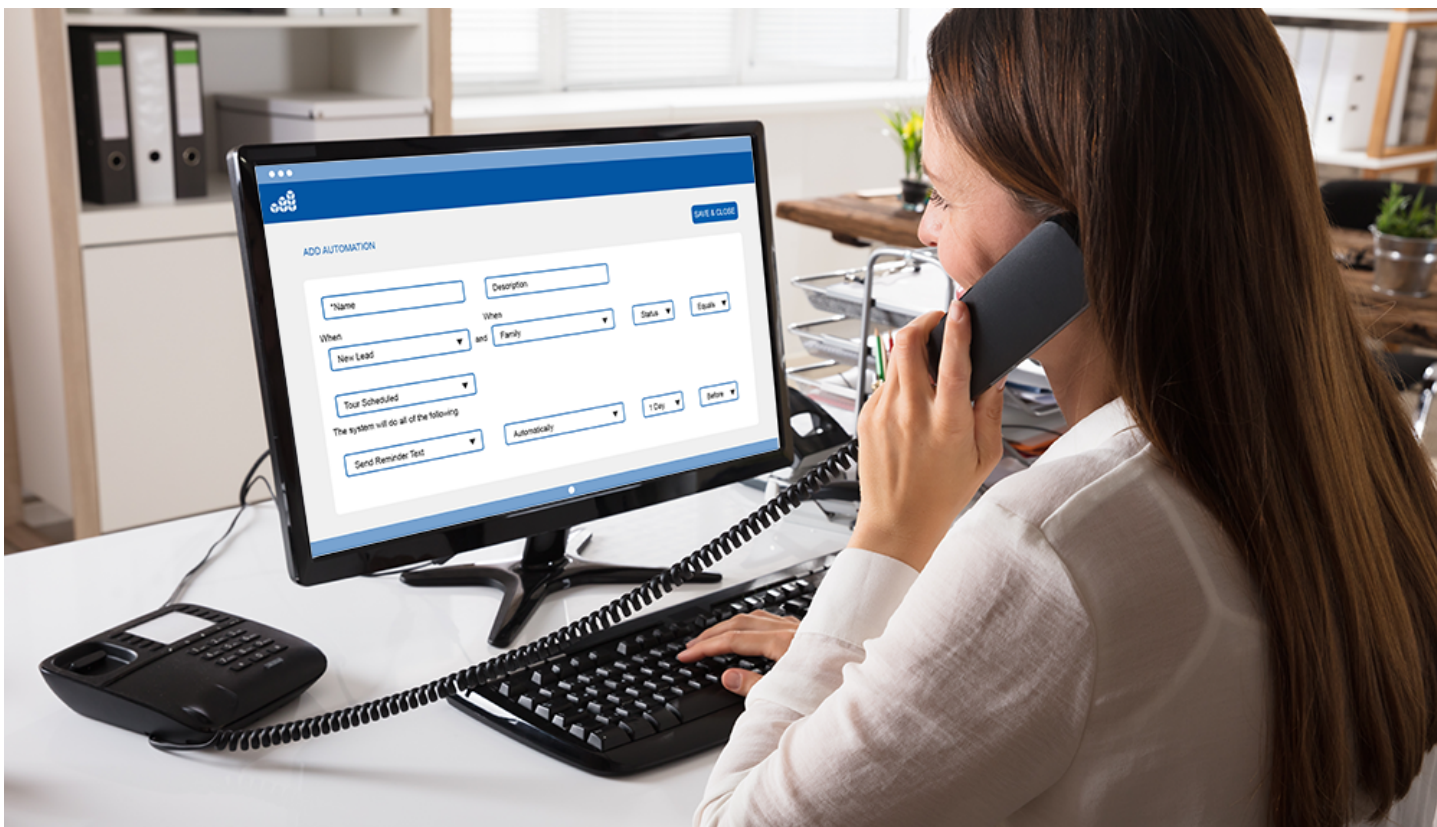 ADD AUTOMATION
SAVE & CLOSE
*Name
Description
When
When
New Lead
and
Family
Status
Equals
Tour Scheduled
The system will do all of the following
Send Reminder Text
Automatically
1 Day
Before